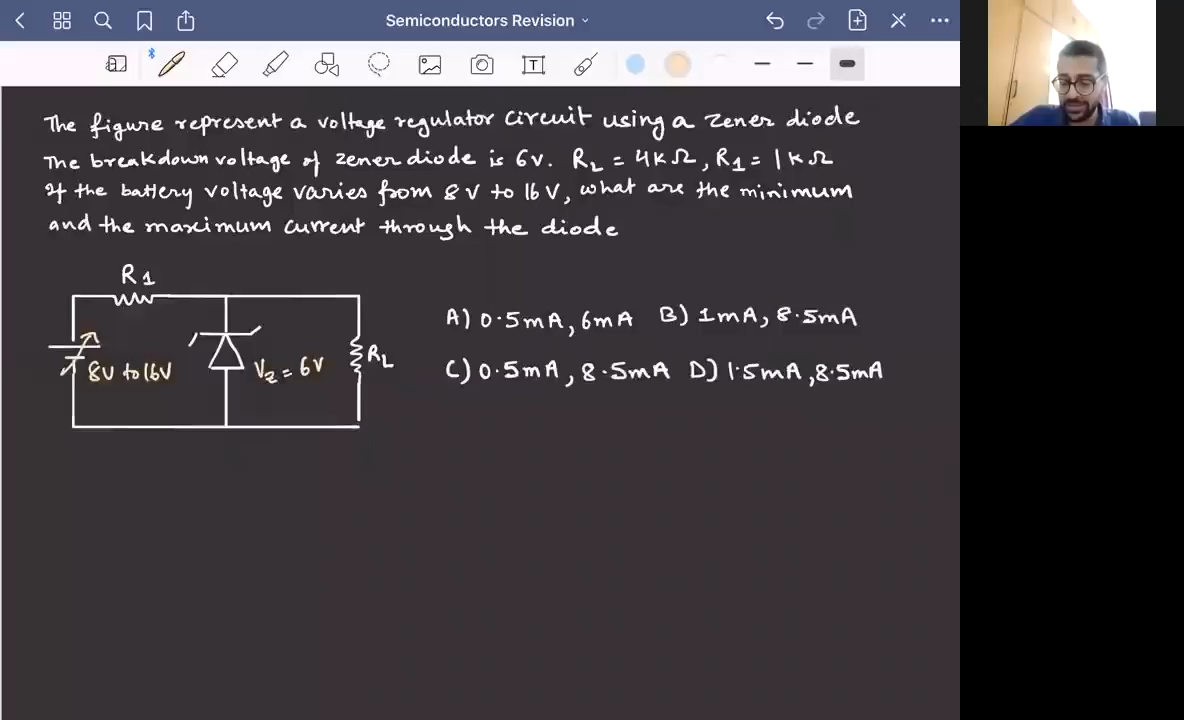 Semiconductors Revision
The figure represent a voltage regulator circuit using a zener diode
The breakdown voltage of zener diode is 6v. RL = 4KΩ, R1 = 1KΩ
If the battery voltage varies from 8V to 16V, what are the minimum
and the maximum current through the diode
R1
8V to 16V
Vz = 6V
RL
A) 0.5mA, 6mA B) 1mA, 8.5mA
C) 0.5mA, 8.5mA D) 1.5mA, 8.5mA